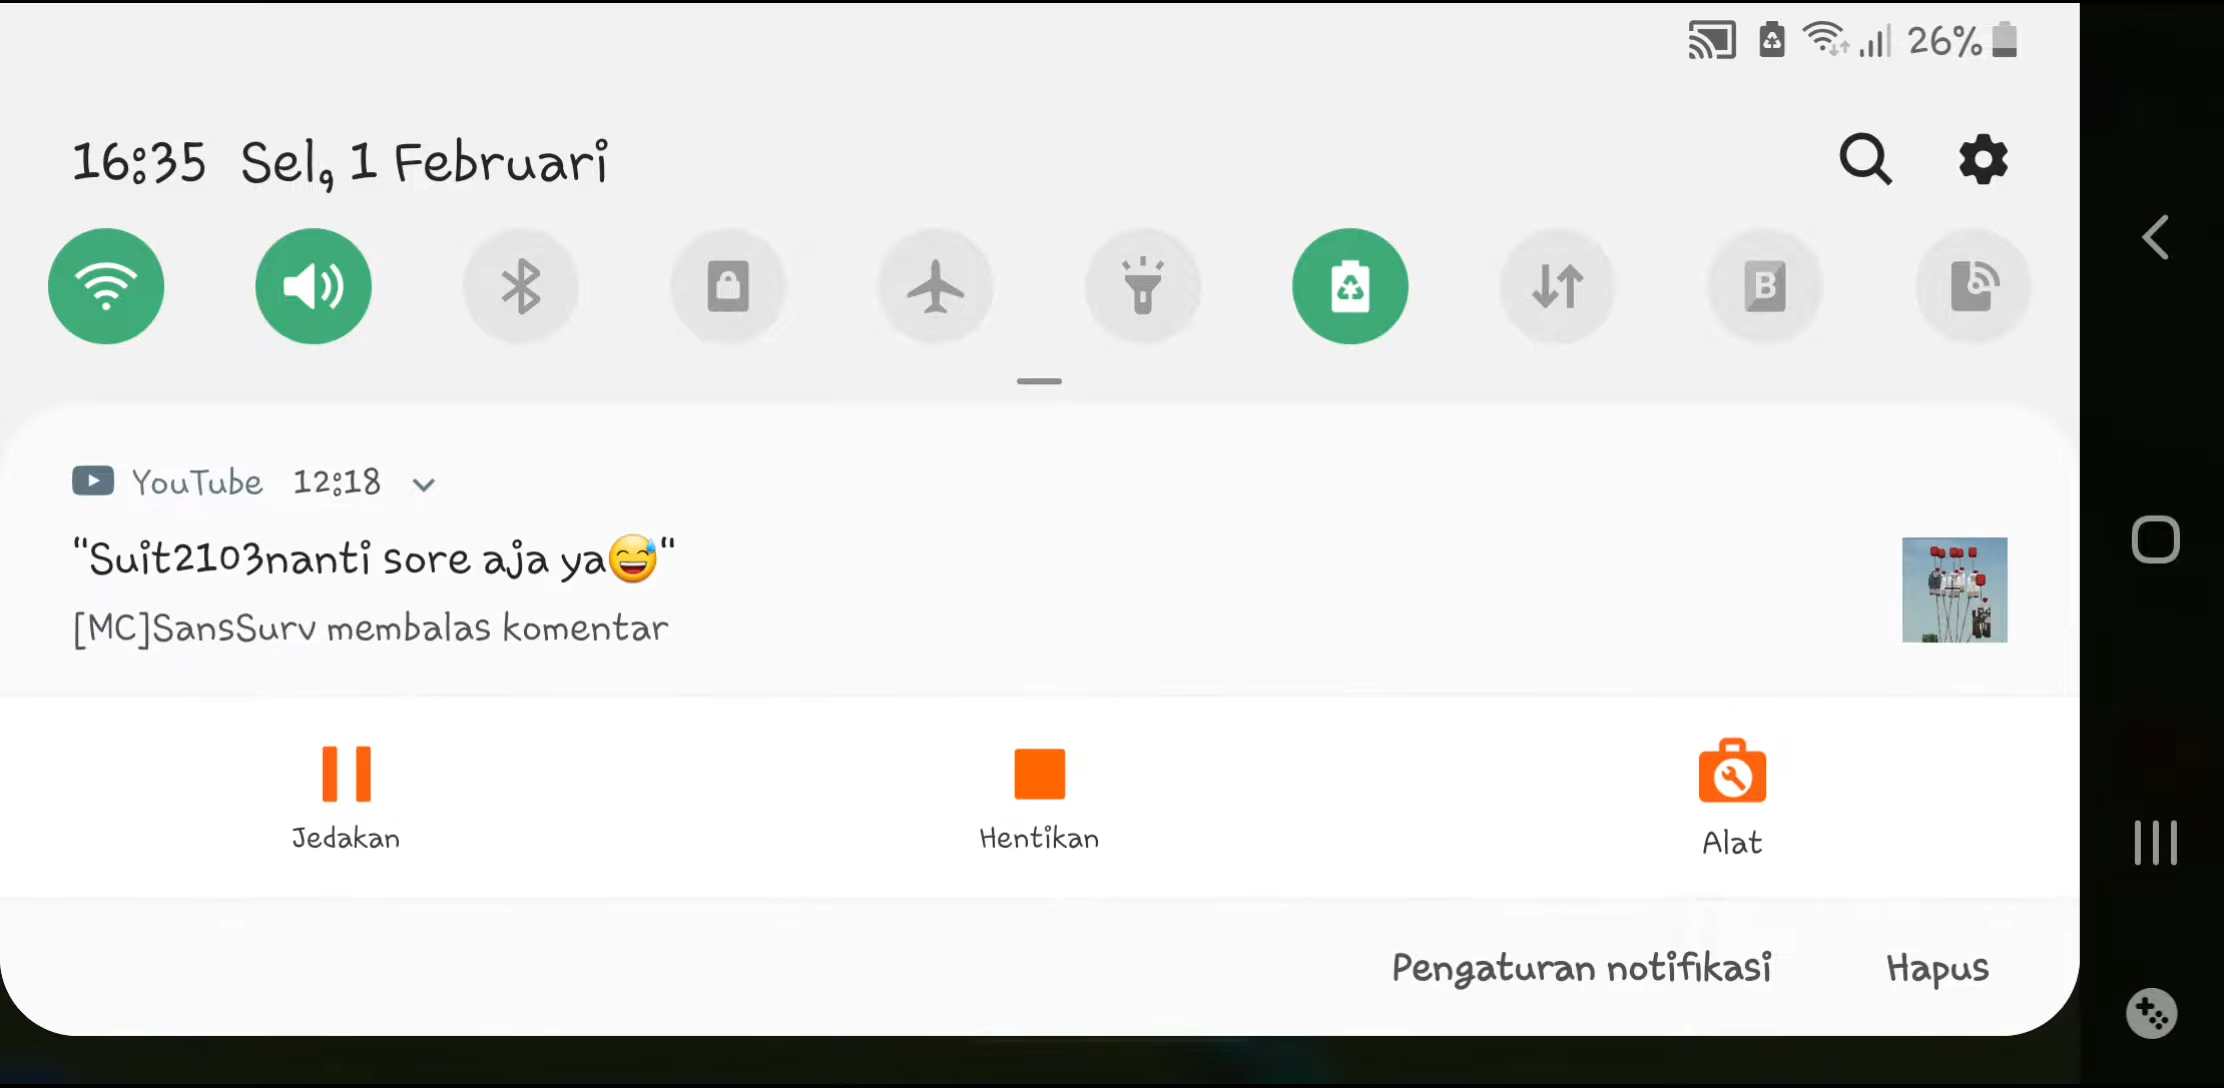 26%
16:35 Sel, 1 Februari
B
YouTube 12:18
"Suit2103nanti sore aja ya😅"
[MC]SansSurv membalas komentar
Jedakan
Hentikan
Alat
Pengaturan notifikasi
Hapus